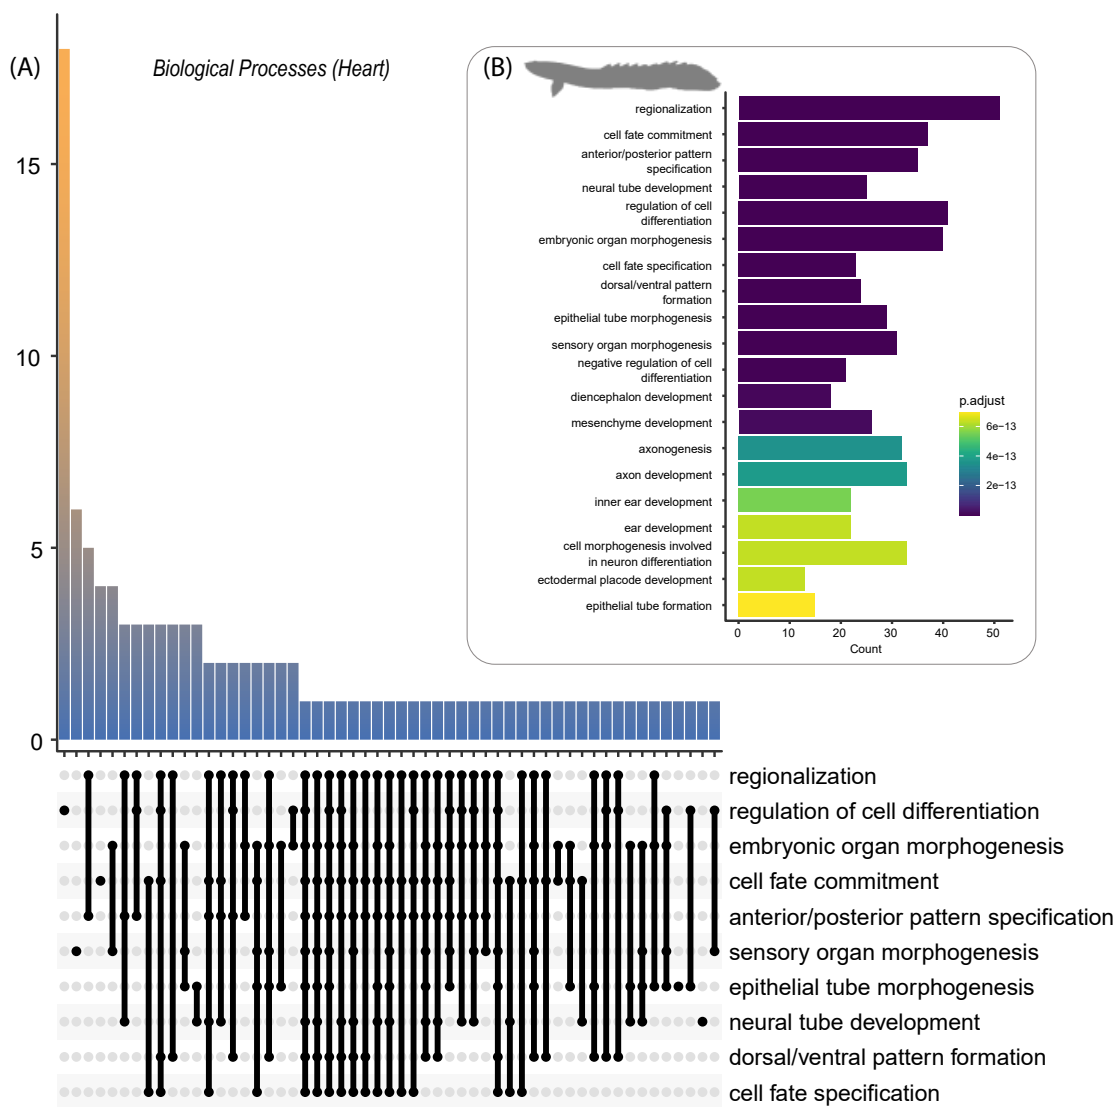 (A)
Biological Processes (Heart)
15
10
5
0
(B)
regionalization
cell fate commitment
anterior/posterior pattern
specification
neural tube development
regulation of cell
differentiation
embryonic organ morphogenesis
cell fate specification
dorsal/ventral pattern
formation
epithelial tube morphogenesis
sensory organ morphogenesis
negative regulation of cell
differentiation
diencephalon development
mesenchyme development
axonogenesis
axon development
inner ear development
ear development
cell morphogenesis involved
in neuron differentiation
ectodermal placode development
epithelial tube formation
p.adjust
6e−13
4e−13
2e−13
0 10 20 30 40 50
Count
regionalization
regulation of cell differentiation
embryonic organ morphogenesis
cell fate commitment
anterior/posterior pattern specification
sensory organ morphogenesis
epithelial tube morphogenesis
neural tube development
dorsal/ventral pattern formation
cell fate specification